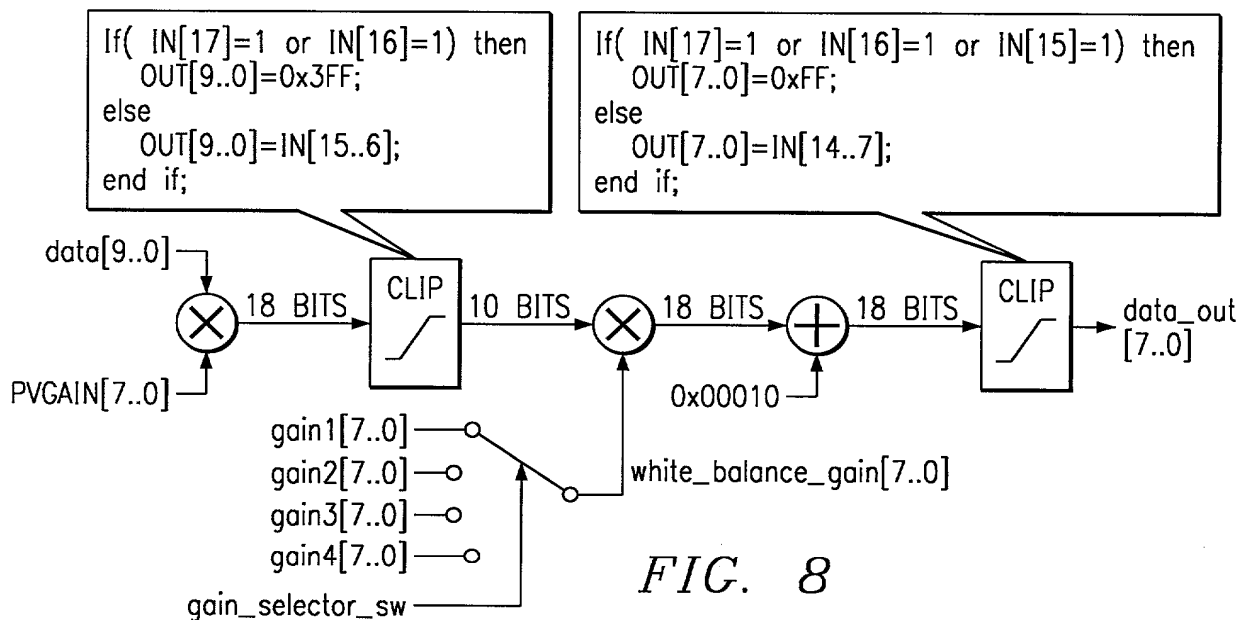 If( IN[17]=1 or IN[16]=1) then
OUT[9..0]=0x3FF;
else
OUT[9..0]=IN[15..6];
end if;
If( IN[17]=1 or IN[16]=1 or IN[15]=1) then
OUT[7..0]=0xFF;
else
OUT[7..0]=IN[14..7];
end if;
data[9..0]
18 BITS
CLIP
10 BITS
18 BITS
18 BITS
CLIP
data_out
[7..0]
PVGAIN[7..0]
0x00010
gain1[7..0]
gain2[7..0]
gain3[7..0]
gain4[7..0]
white_balance_gain[7..0]
gain_selector_sw
FIG. 8